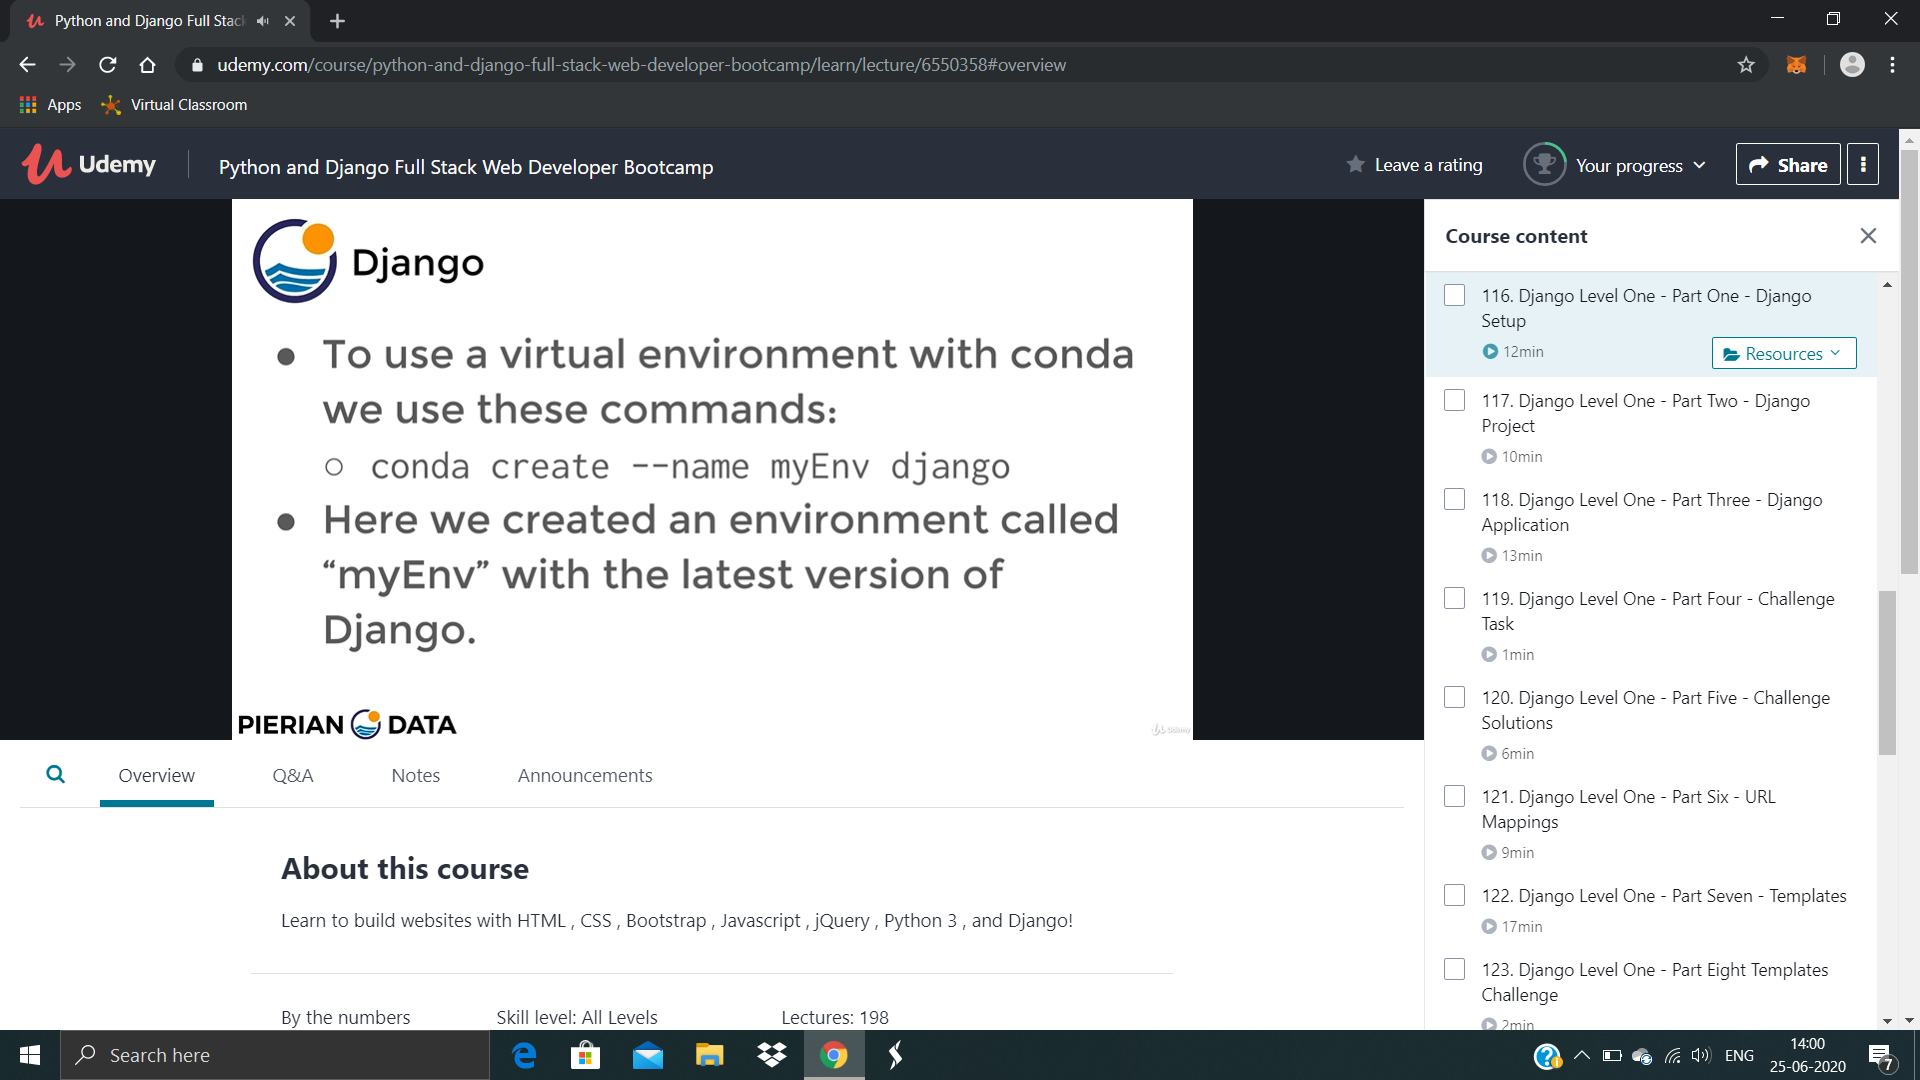 Python and Django Full Stac
udemy.com/course/python-and-django-full-stack-web-developer-bootcamp/learn/lecture/6550358#overview
Apps
Virtual Classroom
Udemy
Python and Django Full Stack Web Developer Bootcamp
Leave a rating
Your progress
Share
Django
● To use a virtual environment with conda
we use these commands:
○ conda create --name myEnv django
● Here we created an environment called
“myEnv” with the latest version of
Django.
PIERIAN DATA
Udemy
Course content
116. Django Level One - Part One - Django
Setup
12min
Resources
117. Django Level One - Part Two - Django
Project
10min
118. Django Level One - Part Three - Django
Application
13min
119. Django Level One - Part Four - Challenge
Task
1min
120. Django Level One - Part Five - Challenge
Solutions
6min
121. Django Level One - Part Six - URL
Mappings
9min
122. Django Level One - Part Seven - Templates
17min
123. Django Level One - Part Eight Templates
Challenge
2min
Overview
Q&A
Notes
Announcements
About this course
Learn to build websites with HTML , CSS , Bootstrap , Javascript , jQuery , Python 3 , and Django!
By the numbers
Skill level: All Levels
Lectures: 198
Search here
ENG
14:00
25-06-2020
7